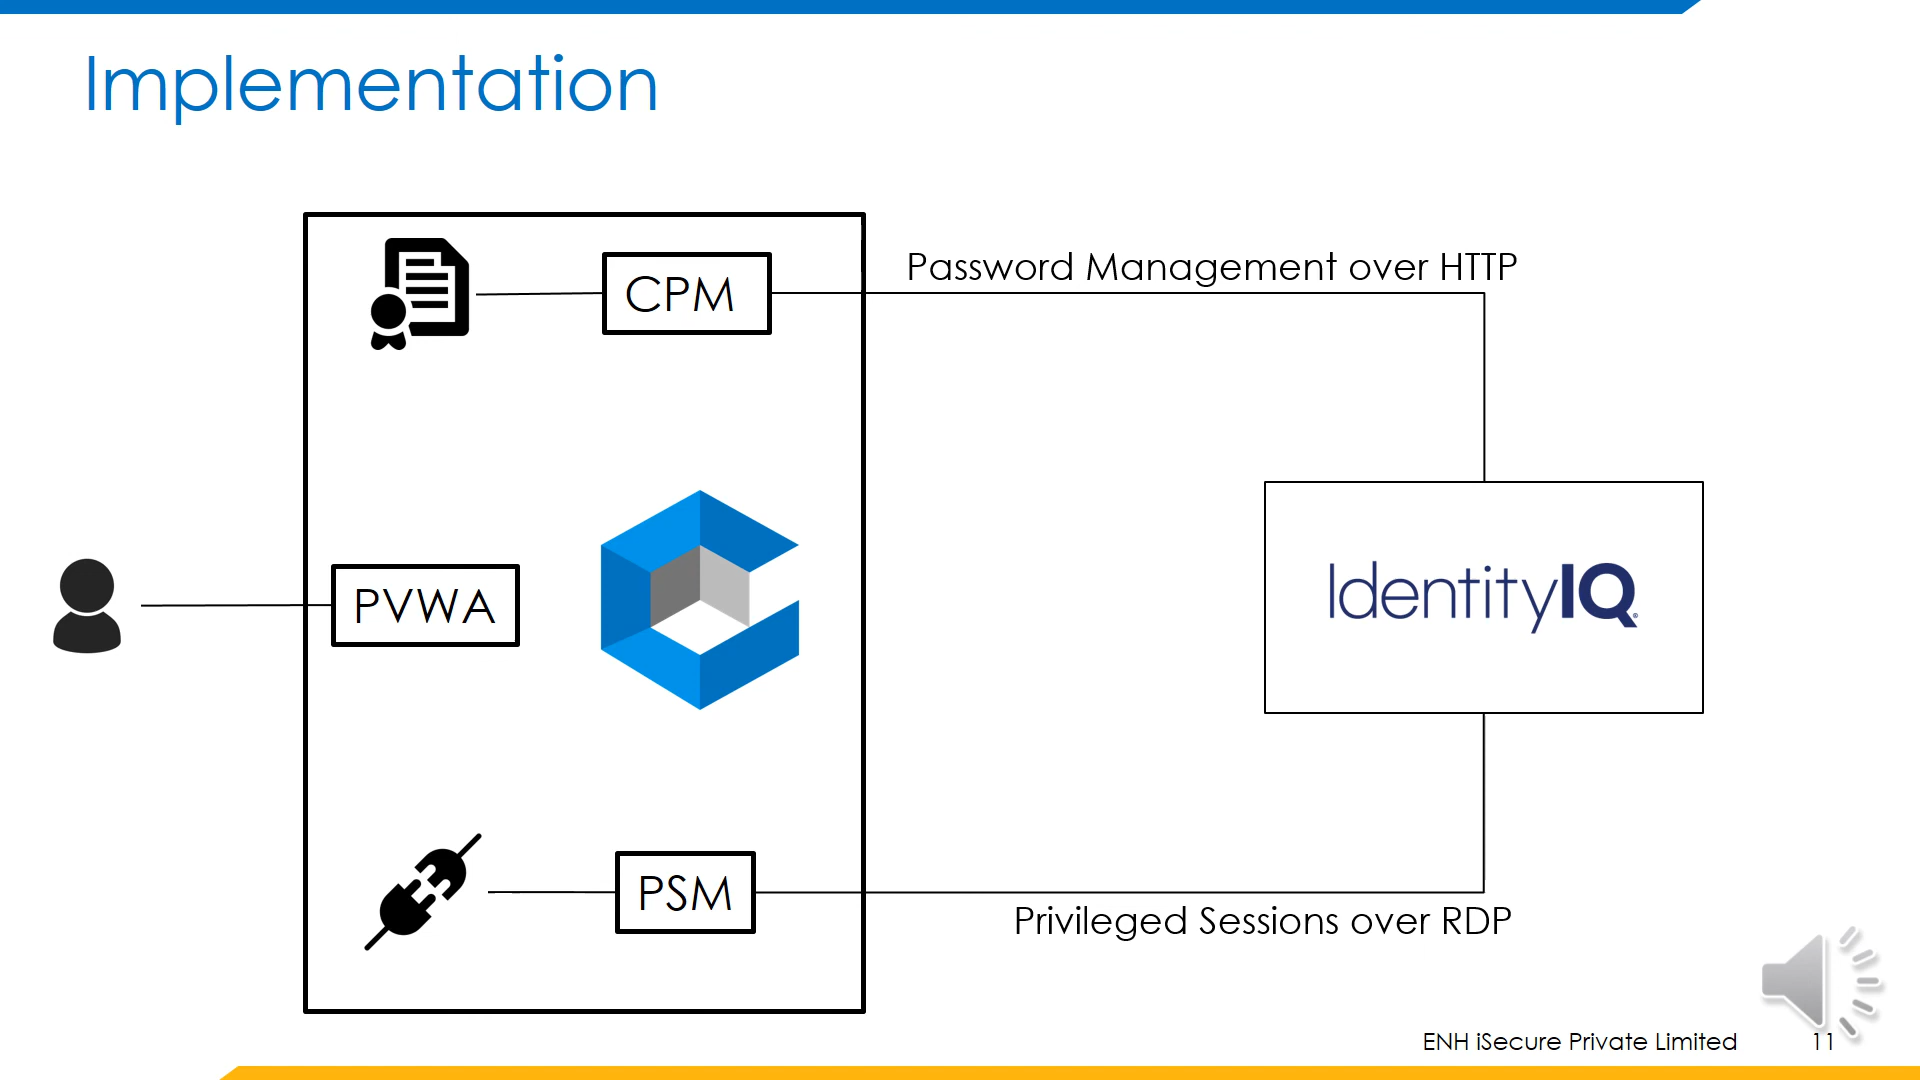 Implementation
CPM
Password Management over HTTP
PVWA
IdentityIQ
PSM
Privileged Sessions over RDP
ENH iSecure Private Limited
11